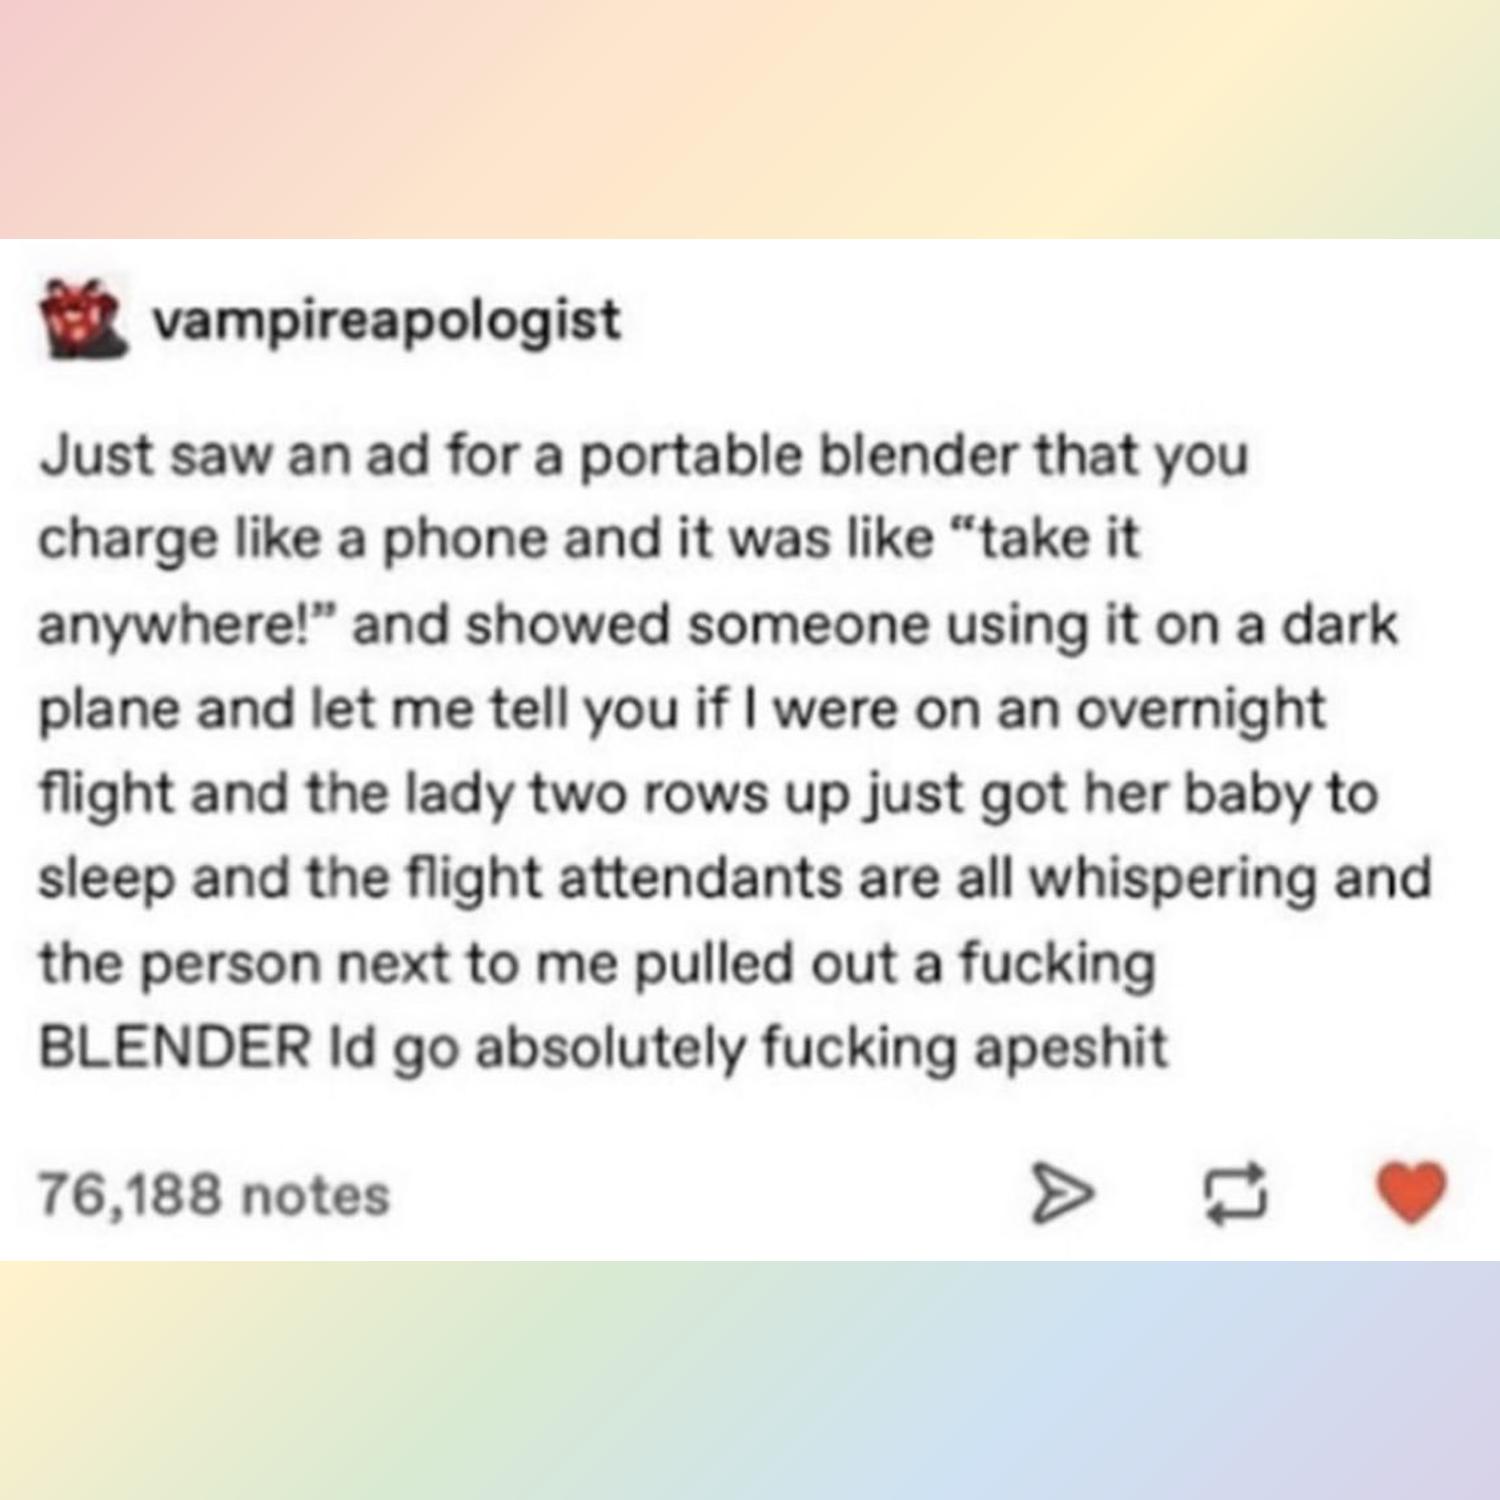 vampireapologist
Just saw an ad for a portable blender that you
charge like a phone and it was like “take it
anywhere!” and showed someone using it on a dark
plane and let me tell you if I were on an overnight
flight and the lady two rows up just got her baby to
sleep and the flight attendants are all whispering and
the person next to me pulled out a fucking
BLENDER Id go absolutely fucking apeshit
76,188 notes